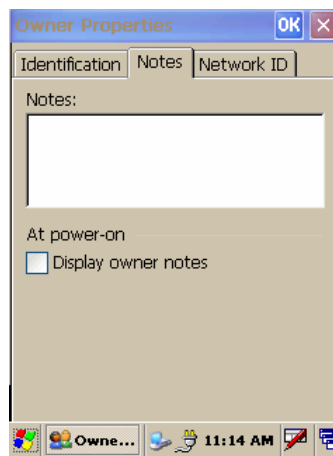 Owner Properties OK
Identification Notes Network ID
Notes:
At power-on
Display owner notes
Owne... 11:14 AM